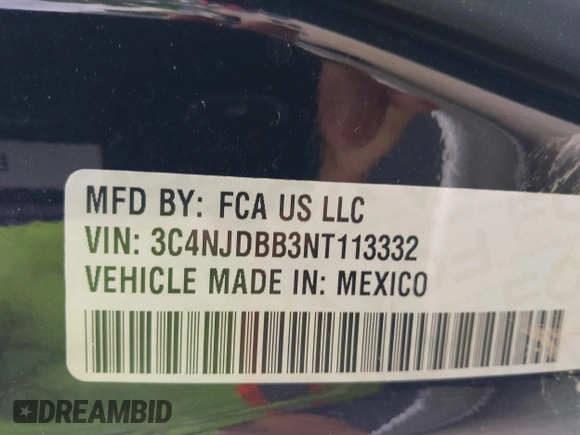 MFD BY: FCA US LLC
VIN: 3C4NJDBB3NT113332
VEHICLE MADE IN: MEXICO
DREAMBID